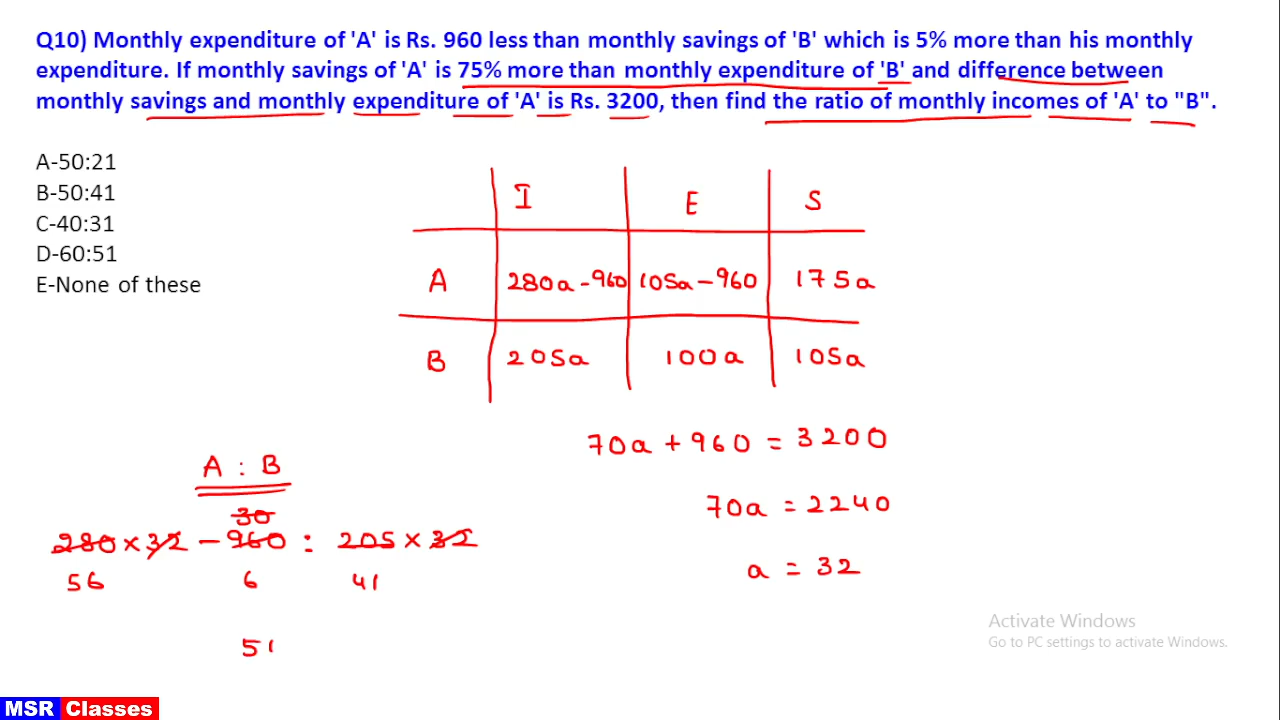 Q10) Monthly expenditure of 'A' is Rs. 960 less than monthly savings of 'B' which is 5% more than his monthly
expenditure. If monthly savings of 'A' is 75% more than monthly expenditure of 'B' and difference between
monthly savings and monthly expenditure of 'A' is Rs. 3200, then find the ratio of monthly incomes of 'A' to "B".
A-50:21
B-50:41
C-40:31
D-60:51
E-None of these
I E S
A 280a-960 105a-960 175a
B 205a 100a 105a
70a + 960 = 3200
70a = 2240
a = 32
A : B
30
280 × 32 - 960 : 205 × 32
56 6 41
51
Activate Windows
Go to PC settings to activate Windows.
MSR Classes